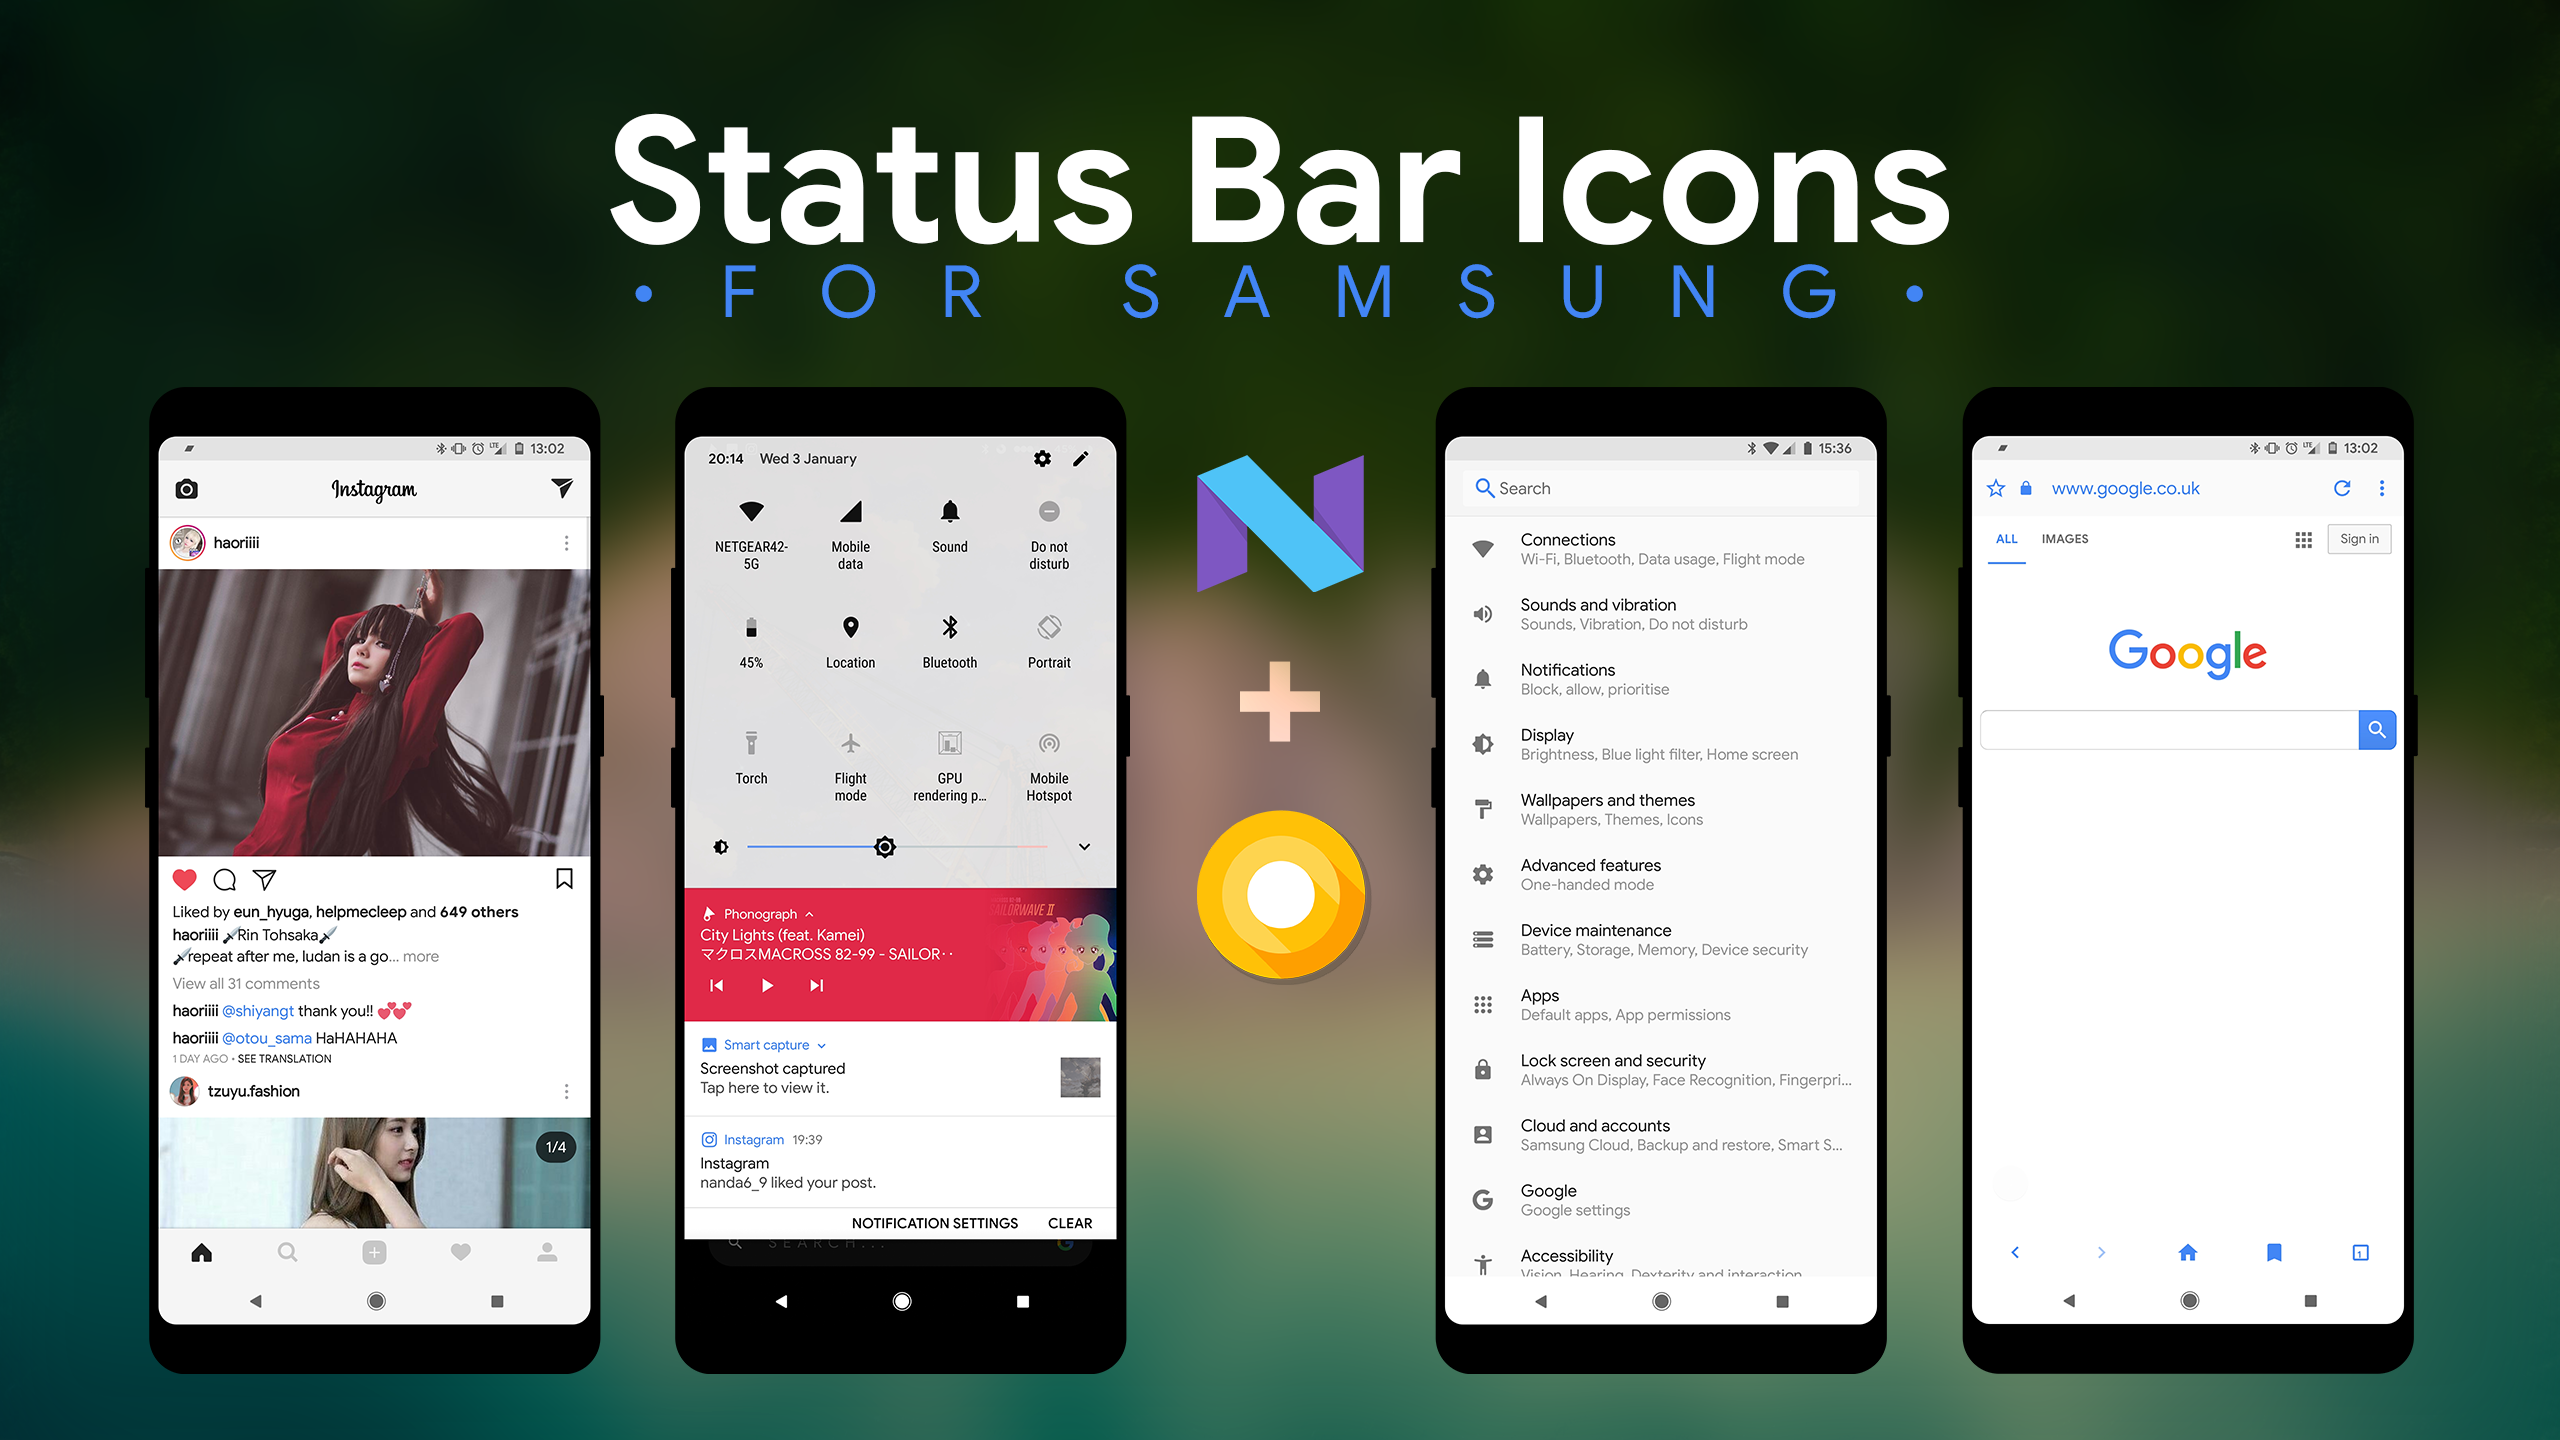 Status Bar Icons
• FOR SAMSUNG •
LTE 13:02
Instagram
haoriiii
Liked by eun_hyuga, helpmecleep and 649 others
haoriiii 🗡Rin Tohsaka🗡
🗡repeat after me, ludan is a go... more
View all 31 comments
haoriiii @shiyangt thank you!! 💕💕
haoriiii @otou_sama HaHAHAHA
1 DAY AGO • SEE TRANSLATION
tzuyu.fashion
1/4
20:14 Wed 3 January
NETGEAR42-
5G
Mobile
data
Sound
Do not
disturb
45%
Location
Bluetooth
Portrait
Torch
Flight
mode
GPU
rendering p...
Mobile
Hotspot
Phonograph
City Lights (feat. Kamei)
マクロスMACROSS 82-99 - SAILOR··
SAILORWAVE II
Smart capture
Screenshot captured
Tap here to view it.
Instagram 19:39
Instagram
nanda6_9 liked your post.
NOTIFICATION SETTINGS CLEAR
SEARCH...
G
15:36
Search
Connections
Wi-Fi, Bluetooth, Data usage, Flight mode
Sounds and vibration
Sounds, Vibration, Do not disturb
Notifications
Block, allow, prioritise
Display
Brightness, Blue light filter, Home screen
Wallpapers and themes
Wallpapers, Themes, Icons
Advanced features
One-handed mode
Device maintenance
Battery, Storage, Memory, Device security
Apps
Default apps, App permissions
Lock screen and security
Always On Display, Face Recognition, Fingerpri...
Cloud and accounts
Samsung Cloud, Backup and restore, Smart S...
G
Google
Google settings
Accessibility
Vision, Hearing, Dexterity and interaction
LTE 13:02
www.google.co.uk
ALL IMAGES Sign in
Google
1